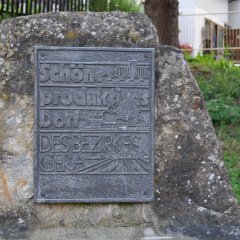 Schönes
produktives
Dorf
DES BEZIRKES
GERA